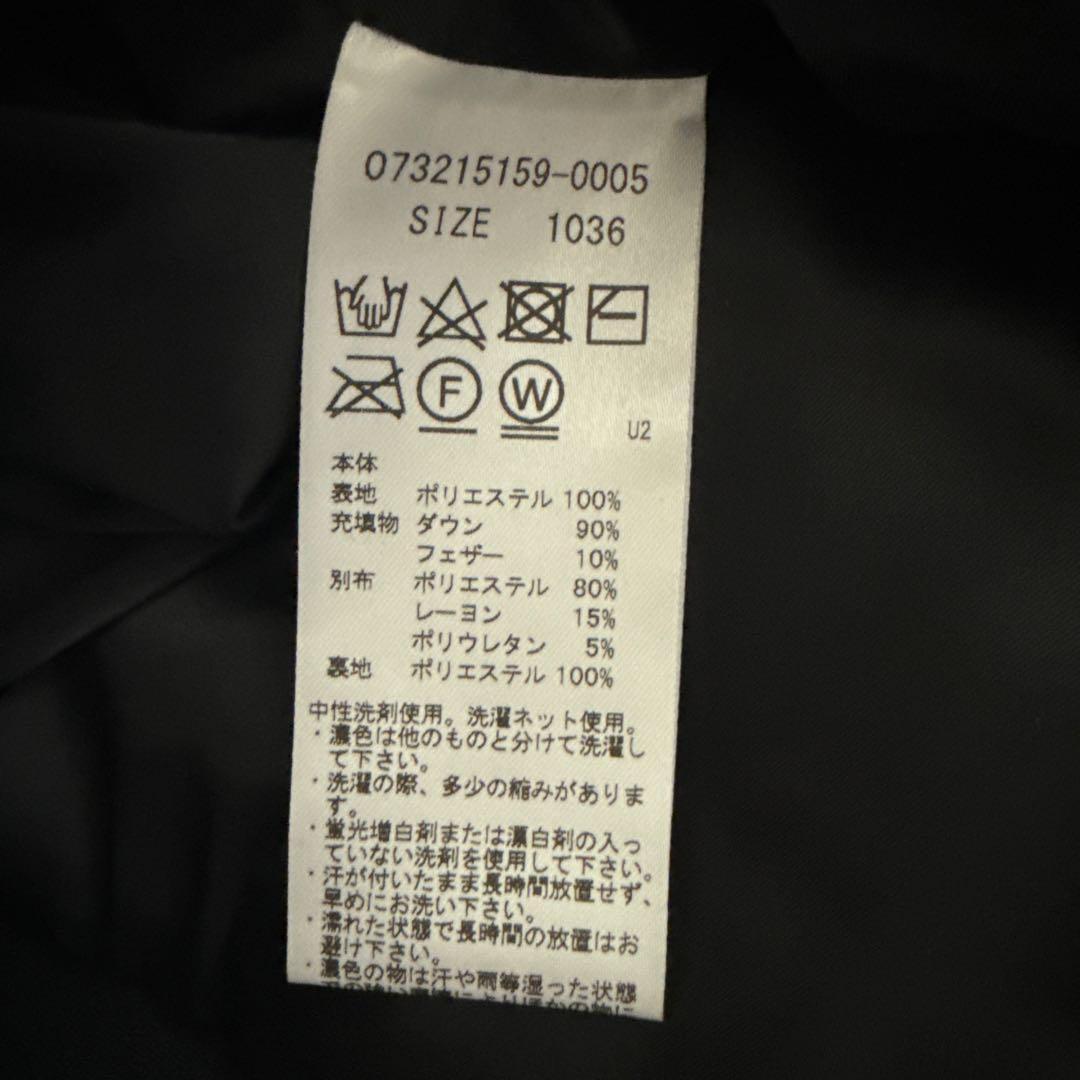 073215159-0005
SIZE 1036
F W
U2
本体
表地 ポリエステル 100%
充填物 ダウン 90%
フェザー 10%
別布 ポリエステル 80%
レーヨン 15%
ポリウレタン 5%
裏地 ポリエステル 100%
中性洗剤使用。洗濯ネット使用。
・濃色は他のものと分けて洗濯し
て下さい。
・洗濯の際、多少の縮みがありま
す。
・蛍光増白剤または漂白剤の入っ
ていない洗剤を使用して下さい。
・汗が付いたまま長時間放置せず、
早めにお洗い下さい。
・濡れた状態で長時間の放置はお
避け下さい。
・濃色の物は汗や雨等湿った状態